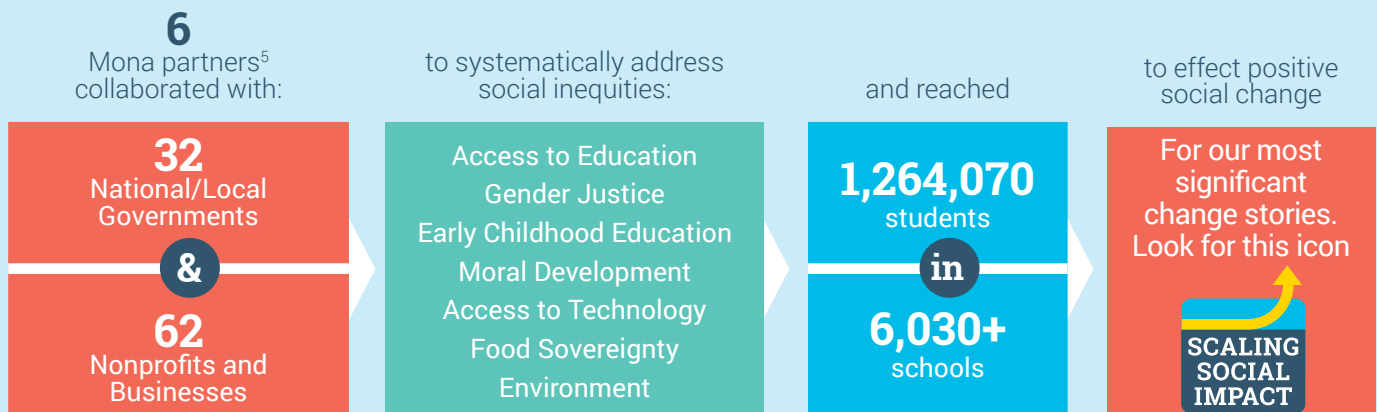 6
Mona partners⁵
collaborated with:
32
National/Local
Governments
&
62
Nonprofits and
Businesses
to systematically address
social inequities:
Access to Education
Gender Justice
Early Childhood Education
Moral Development
Access to Technology
Food Sovereignty
Environment
and reached
1,264,070
students
in
6,030+
schools
to effect positive
social change
For our most
significant
change stories.
Look for this icon
SCALING
SOCIAL
IMPACT